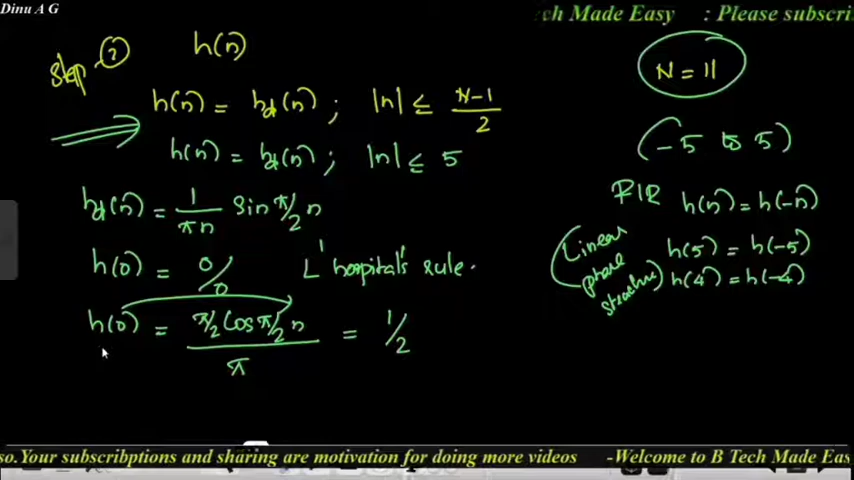 Dinu A G
ch Made Easy : Please subscri
Step - ②
h(n)
h(n) = hd(n) ; |n| ≤ N-1/2
h(n) = hd(n) ; |n| ≤ 5
hd(n) = 1/πn Sin π/2 n
h(0) = 0/0 L'hospital's rule.
h(0) = π/2 Cos π/2 n / π = 1/2
N = 11
(-5 to 5)
FIR h(n) = h(-n)
(Linear phase structure)
h(5) = h(-5)
h(4) = h(-4)
so.Your subscribptions and sharing are motivation for doing more videos -Welcome to B Tech Made Eas